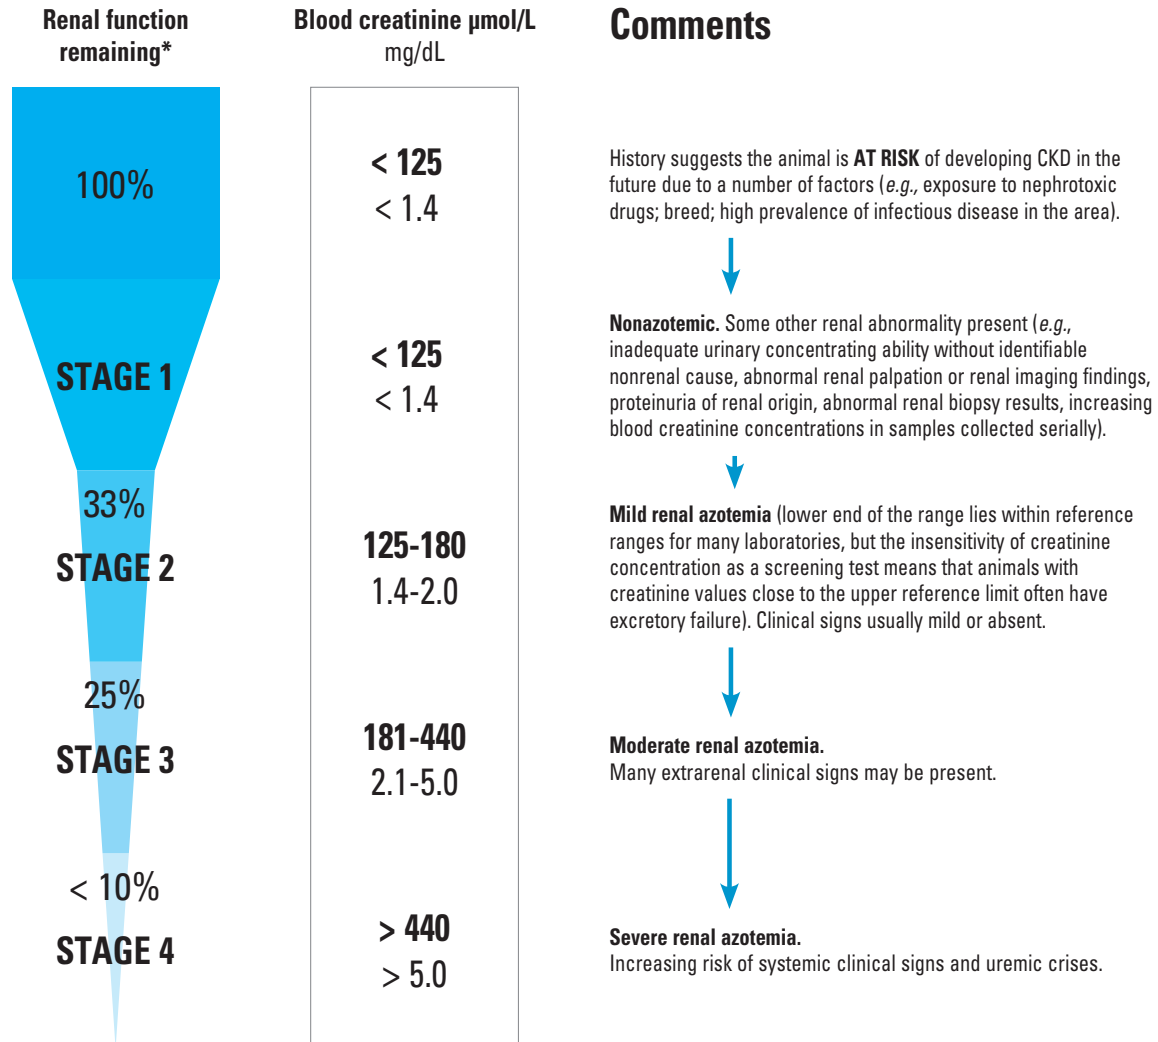 Renal function
remaining*
Blood creatinine µmol/L
mg/dL
Comments
100%
< 125
< 1.4
History suggests the animal is AT RISK of developing CKD in the
future due to a number of factors (e.g., exposure to nephrotoxic
drugs; breed; high prevalence of infectious disease in the area).
STAGE 1
< 125
< 1.4
Nonazotemic. Some other renal abnormality present (e.g.,
inadequate urinary concentrating ability without identifiable
nonrenal cause, abnormal renal palpation or renal imaging findings,
proteinuria of renal origin, abnormal renal biopsy results, increasing
blood creatinine concentrations in samples collected serially).
33%
STAGE 2
125-180
1.4-2.0
Mild renal azotemia (lower end of the range lies within reference
ranges for many laboratories, but the insensitivity of creatinine
concentration as a screening test means that animals with
creatinine values close to the upper reference limit often have
excretory failure). Clinical signs usually mild or absent.
25%
STAGE 3
181-440
2.1-5.0
Moderate renal azotemia.
Many extrarenal clinical signs may be present.
< 10%
STAGE 4
> 440
> 5.0
Severe renal azotemia.
Increasing risk of systemic clinical signs and uremic crises.